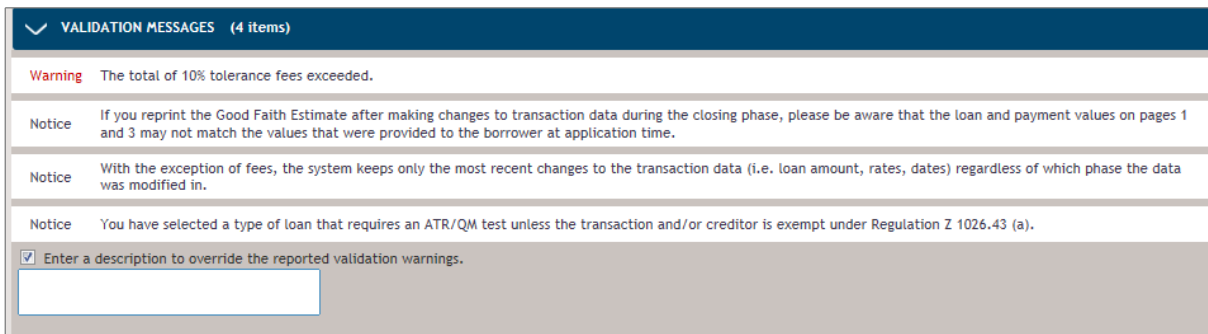 VALIDATION MESSAGES (4 items)
Warning The total of 10% tolerance fees exceeded.
Notice If you reprint the Good Faith Estimate after making changes to transaction data during the closing phase, please be aware that the loan and payment values on pages 1
and 3 may not match the values that were provided to the borrower at application time.
Notice With the exception of fees, the system keeps only the most recent changes to the transaction data (i.e. loan amount, rates, dates) regardless of which phase the data
was modified in.
Notice You have selected a type of loan that requires an ATR/QM test unless the transaction and/or creditor is exempt under Regulation Z 1026.43 (a).
Enter a description to override the reported validation warnings.